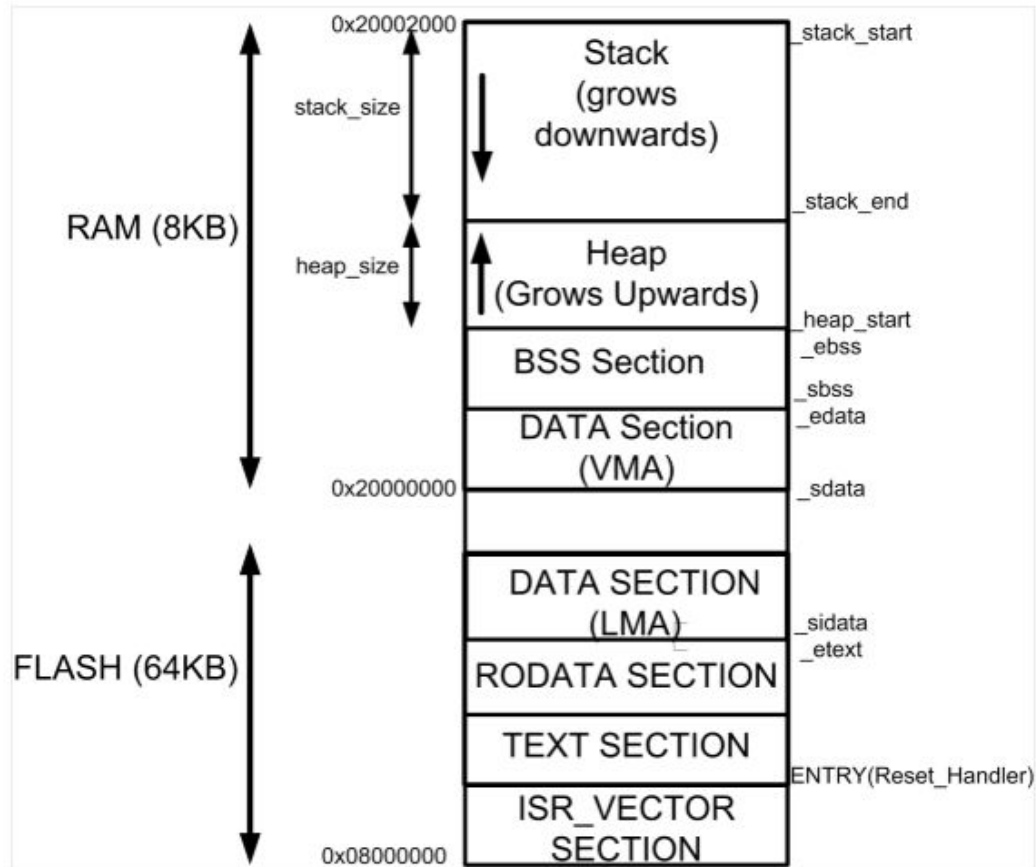 0x20002000
_stack_start
Stack
(grows
downwards)
stack_size
_stack_end
RAM (8KB)
Heap
(Grows Upwards)
heap_size
_heap_start
_ebss
BSS Section
_sbss
_edata
DATA Section
(VMA)
0x20000000
_sdata
DATA SECTION
(LMA)
_sidata
_etext
FLASH (64KB)
RODATA SECTION
TEXT SECTION
ENTRY(Reset_Handler)
ISR_VECTOR
SECTION
0x08000000